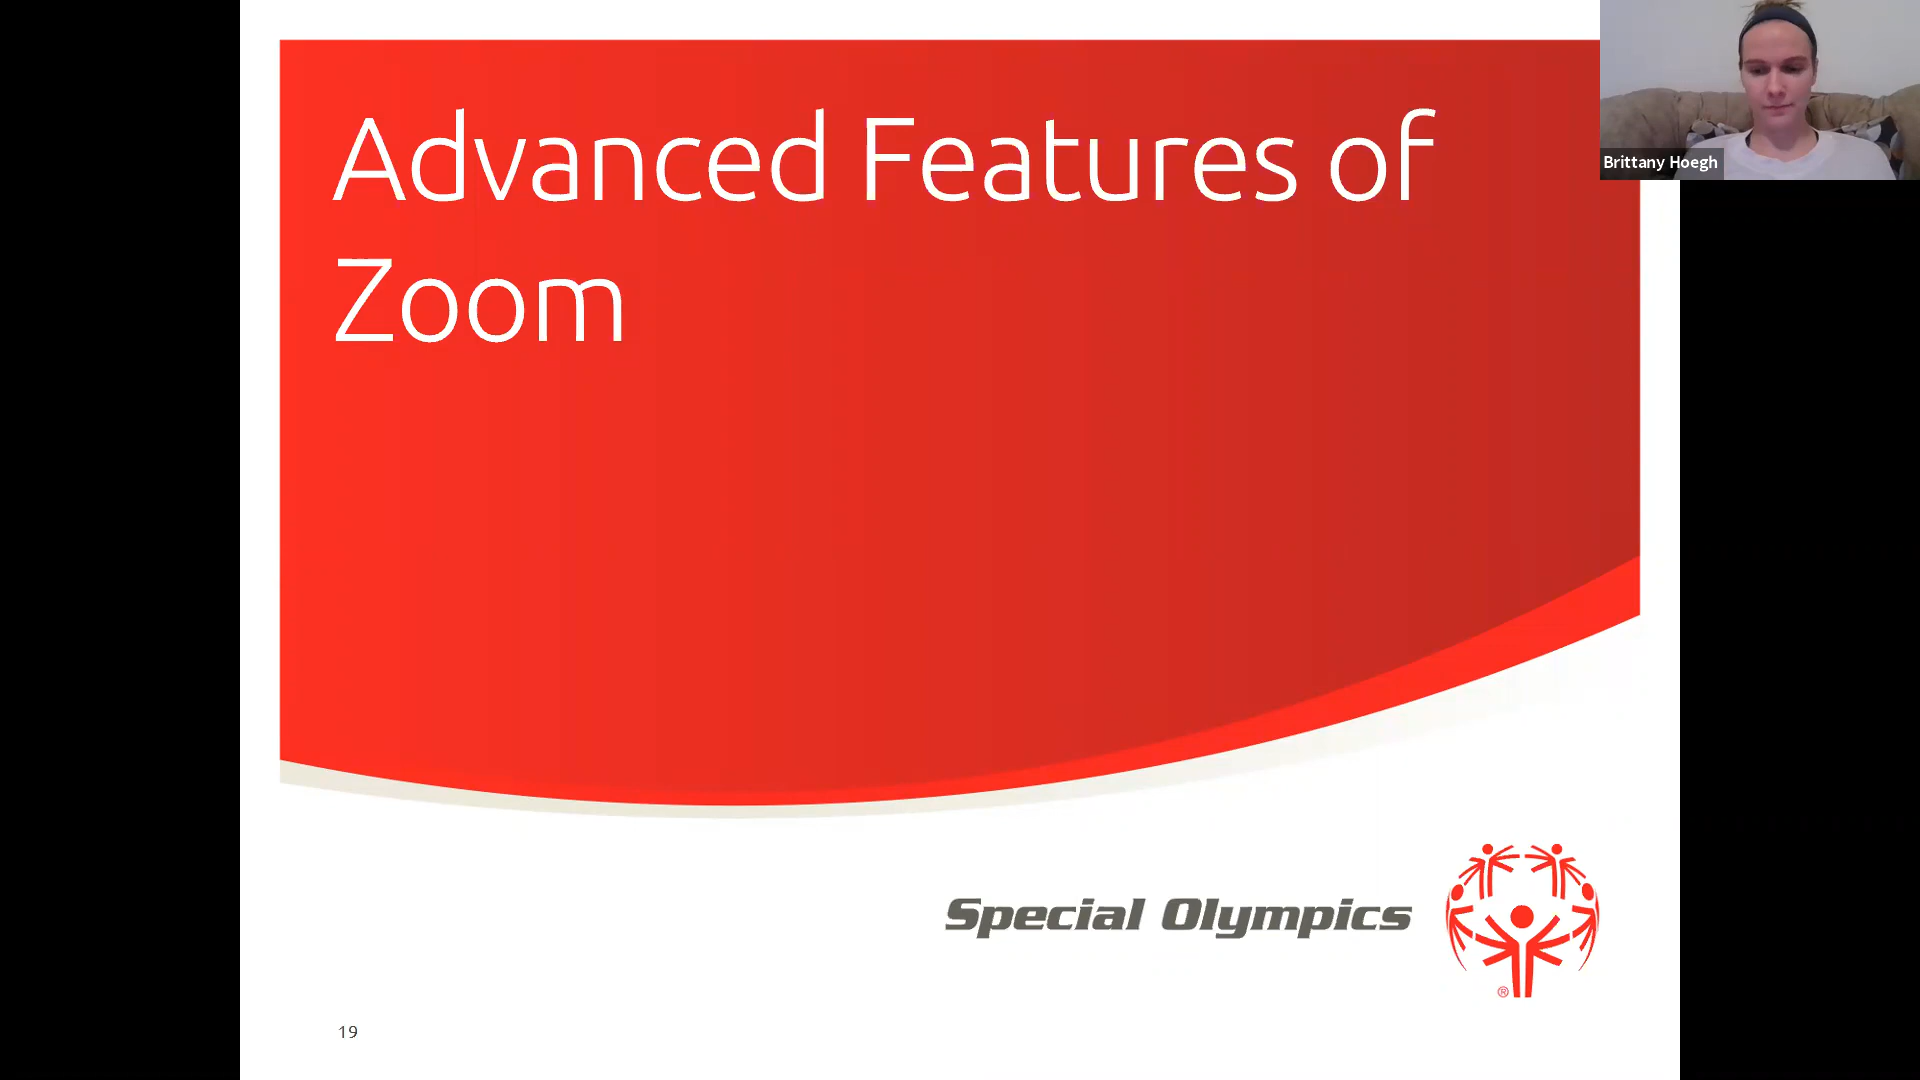 Advanced Features of
Zoom
Brittany Hoegh
Special Olympics
®
19